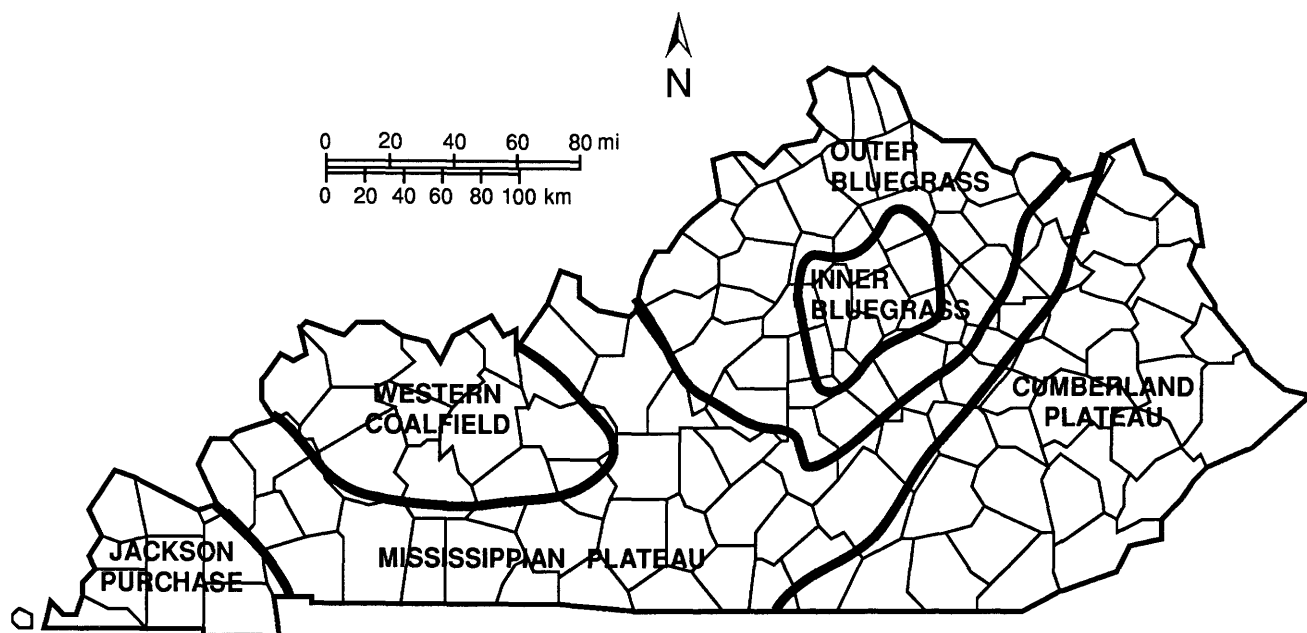 N
0 20 40 60 80 mi
0 20 40 60 80 100 km
OUTER
BLUEGRASS
INNER
BLUEGRASS
WESTERN
COALFIELD
CUMBERLAND
PLATEAU
JACKSON
PURCHASE
MISSISSIPPIAN PLATEAU